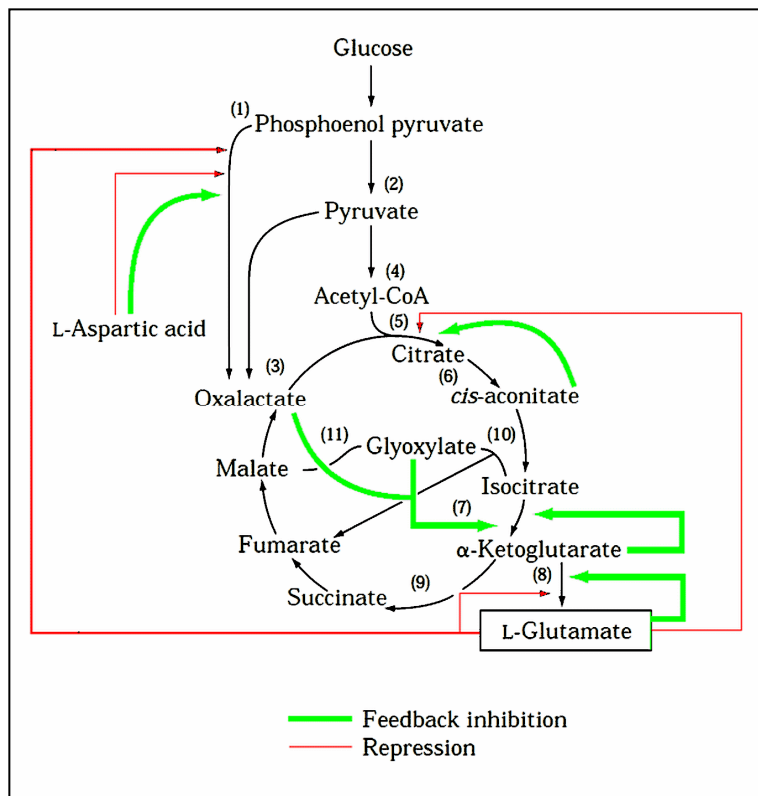 Glucose
(1)
Phosphoenol pyruvate
(2)
Pyruvate
(4)
Acetyl-CoA
L-Aspartic acid
(5)
Citrate
(3)
(6)
Oxalactate
cis-aconitate
(11)
Glyoxylate
(10)
Malate
Isocitrate
(7)
Fumarate
α-Ketoglutarate
(8)
(9)
Succinate
L-Glutamate
Feedback inhibition
Repression